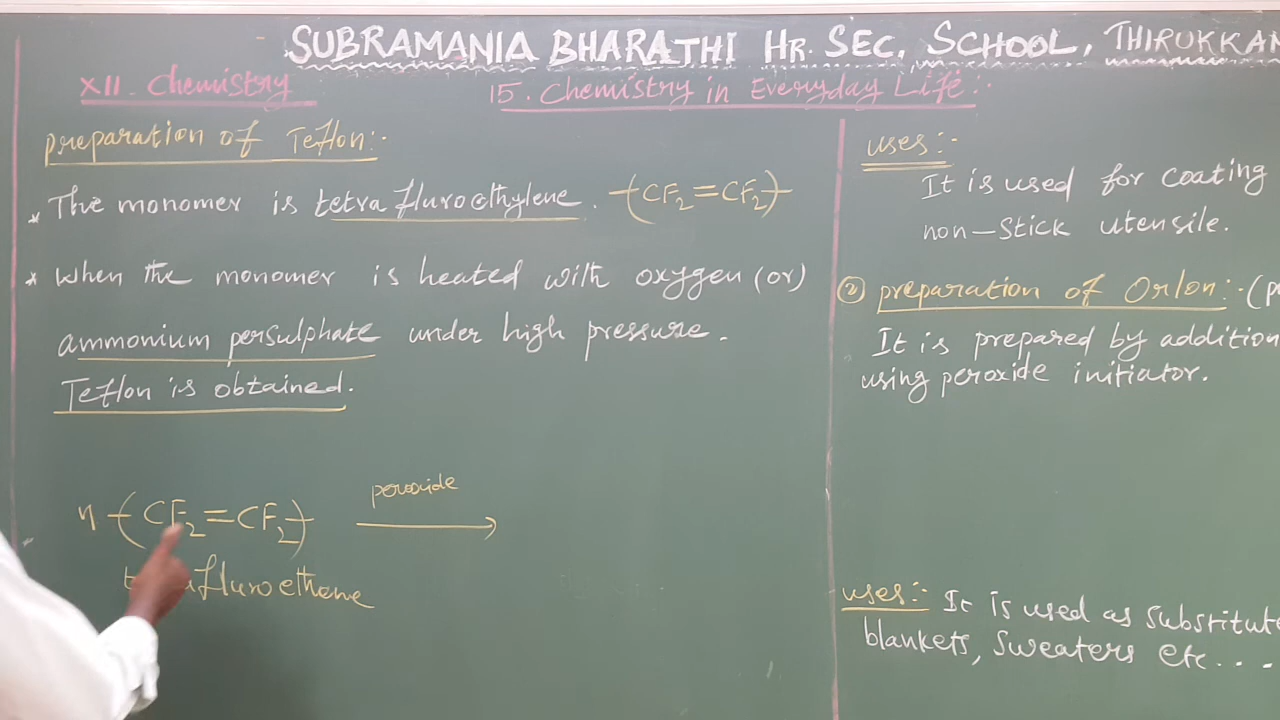 SUBRAMANIA BHARATHI HR. SEC. SCHOOL, THIRUKKAN
XII. Chemistry
15. Chemistry in Everyday Life:-
preparation of Teflon:-
* The monomer is tetra fluroethylene. -(CF2=CF2)-
* When the monomer is heated with oxygen (or)
ammonium persulphate under high pressure.
Teflon is obtained.
n -(CF2=CF2)-
peroxide
fluroethene
uses:-
It is used for coating
non-stick utensile.
② preparation of Orlon:-
It is prepared by addition
using peroxide initiator.
uses:- It is used as substitute
blankets, sweaters etc...